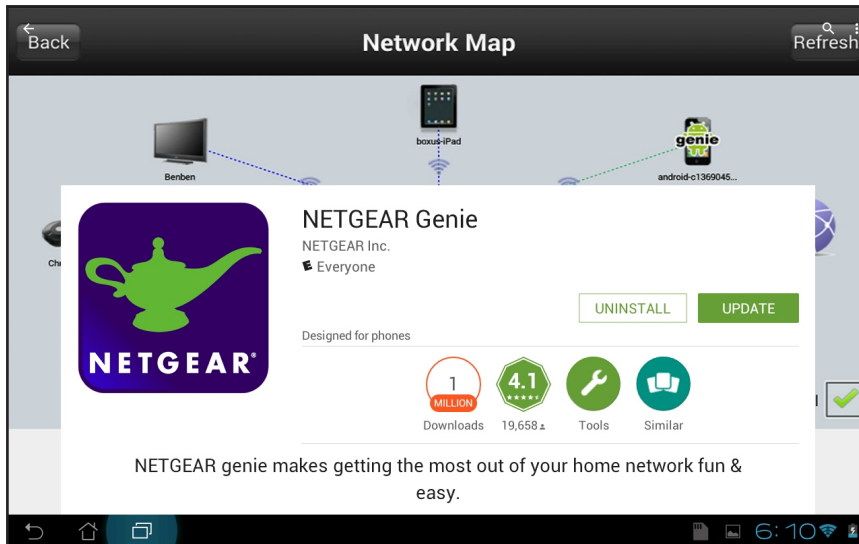 Back
Network Map
Refresh
boxus-iPad
genie
Benben
android-c1369045...
NETGEAR®
NETGEAR Genie
NETGEAR Inc.
E Everyone
UNINSTALL
UPDATE
Designed for phones
1
MILLION
4.1
Downloads
19,658
Tools
Similar
NETGEAR genie makes getting the most out of your home network fun &
easy.
6:10